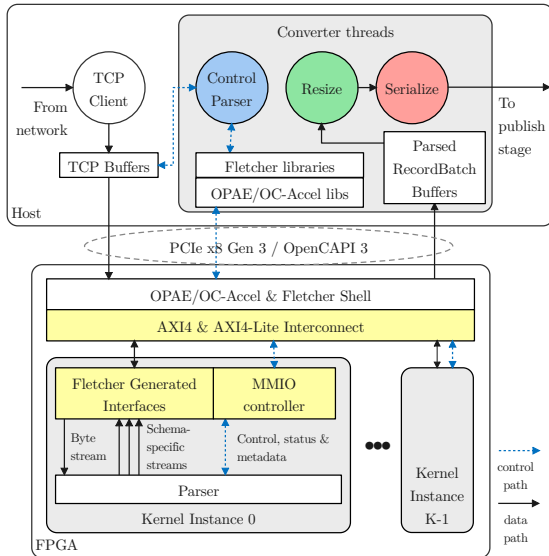 Converter threads
TCP
Client
Control
Parser
Resize
Serialize
From
network
To
publish
stage
TCP Buffers
Fletcher libraries
OPAE/OC-Accel libs
Parsed
RecordBatch
Buffers
Host
PCIe x8 Gen 3 / OpenCAPI 3
OPAE/OC-Accel & Fletcher Shell
AXI4 & AXI4-Lite Interconnect
Fletcher Generated
Interfaces
MMIO
controller
Byte
stream
Schema-
specific
streams
Control, status &
metadata
Parser
Kernel Instance 0
Kernel
Instance
K-1
control
path
data
path
FPGA